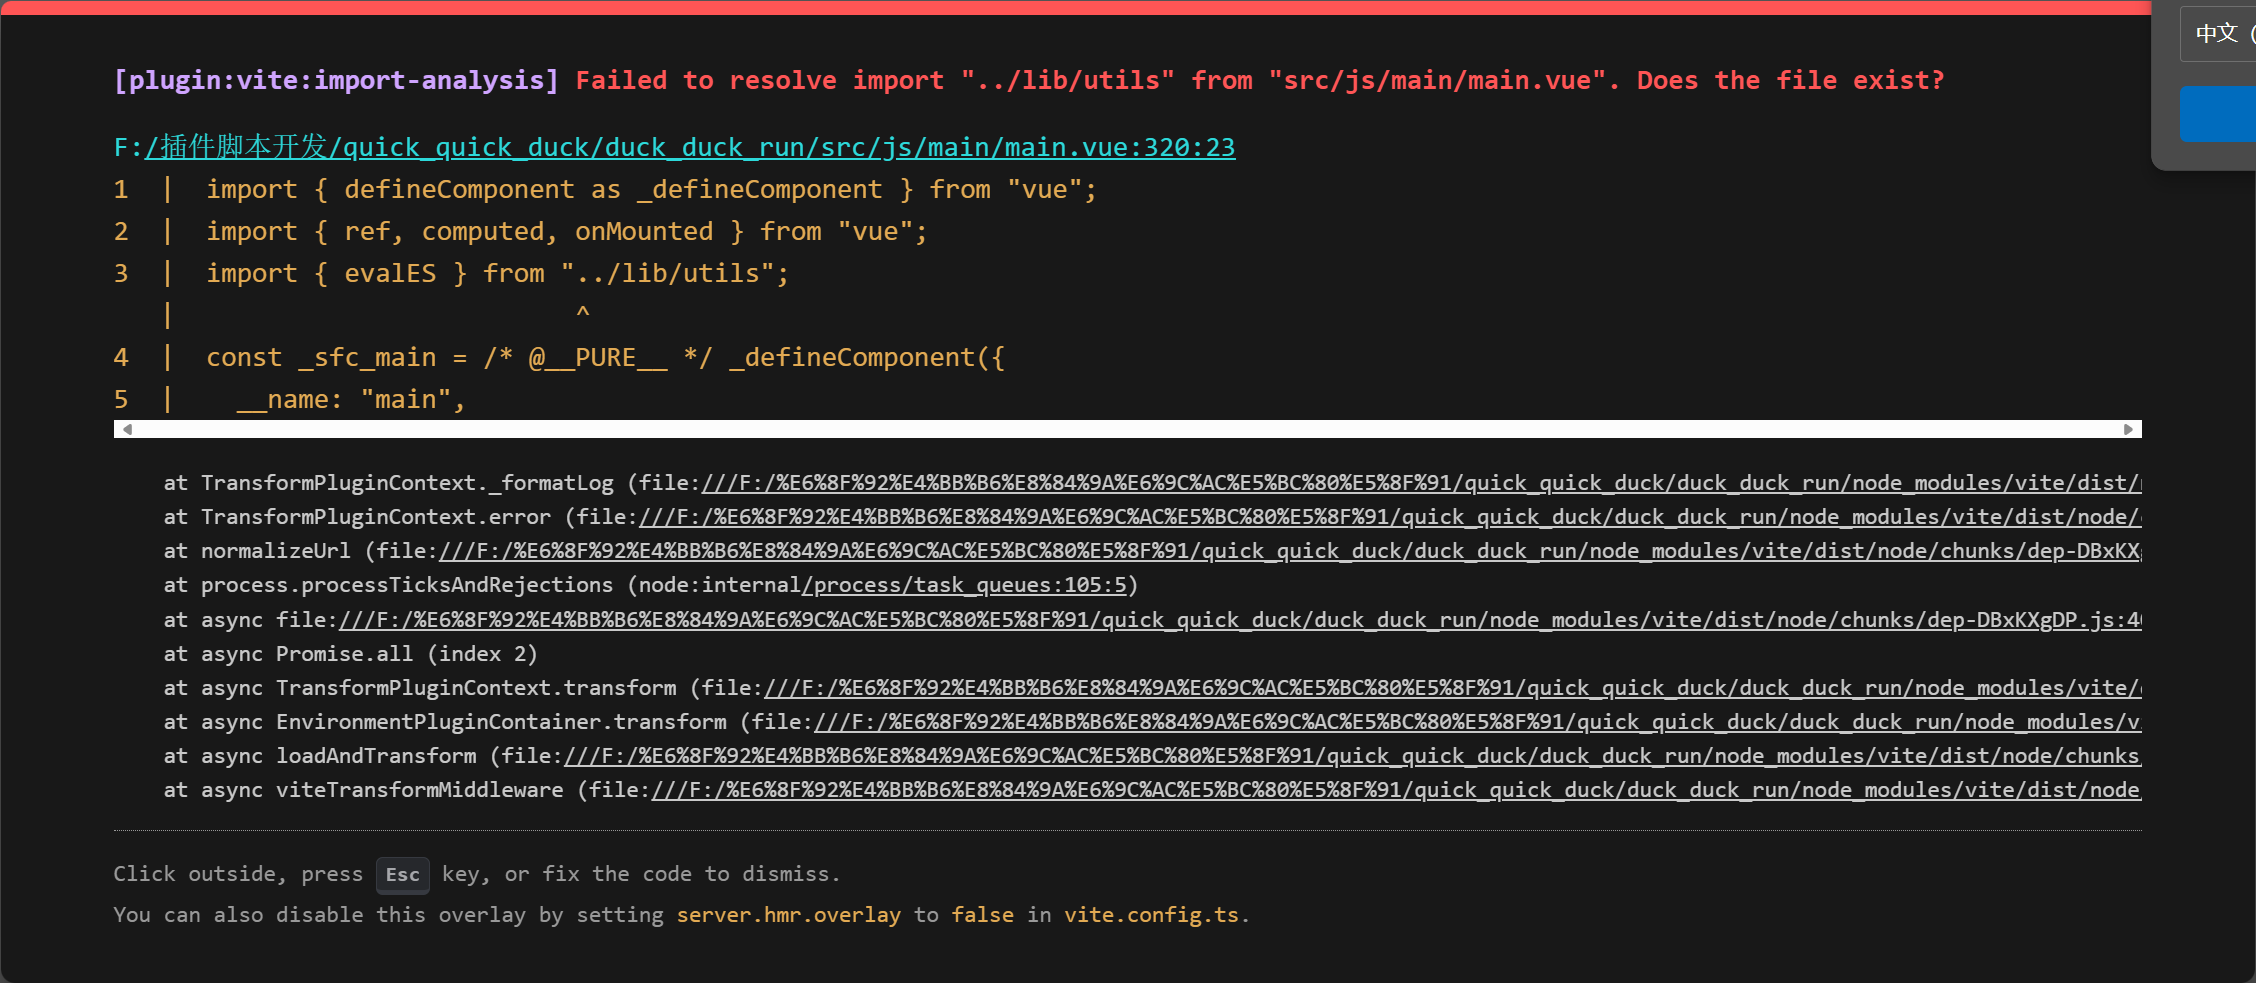 中文
[plugin:vite:import-analysis] Failed to resolve import "../lib/utils" from "src/js/main/main.vue". Does the file exist?
F:/插件脚本开发/quick_quick_duck/duck_duck_run/src/js/main/main.vue:320:23
1  |  import { defineComponent as _defineComponent } from "vue";
2  |  import { ref, computed, onMounted } from "vue";
3  |  import { evalES } from "../lib/utils";
   |                          ^
4  |  const _sfc_main = /* @__PURE__ */ _defineComponent({
5  |    __name: "main",
at TransformPluginContext._formatLog (file:///F:/%E6%8F%92%E4%BB%B6%E8%84%9A%E6%9C%AC%E5%BC%80%E5%8F%91/quick_quick_duck/duck_duck_run/node_modules/vite/dist/
at TransformPluginContext.error (file:///F:/%E6%8F%92%E4%BB%B6%E8%84%9A%E6%9C%AC%E5%BC%80%E5%8F%91/quick_quick_duck/duck_duck_run/node_modules/vite/dist/node/
at normalizeUrl (file:///F:/%E6%8F%92%E4%BB%B6%E8%84%9A%E6%9C%AC%E5%BC%80%E5%8F%91/quick_quick_duck/duck_duck_run/node_modules/vite/dist/node/chunks/dep-DBxKX
at process.processTicksAndRejections (node:internal/process/task_queues:105:5)
at async file:///F:/%E6%8F%92%E4%BB%B6%E8%84%9A%E6%9C%AC%E5%BC%80%E5%8F%91/quick_quick_duck/duck_duck_run/node_modules/vite/dist/node/chunks/dep-DBxKXgDP.js:4
at async Promise.all (index 2)
at async TransformPluginContext.transform (file:///F:/%E6%8F%92%E4%BB%B6%E8%84%9A%E6%9C%AC%E5%BC%80%E5%8F%91/quick_quick_duck/duck_duck_run/node_modules/vite/
at async EnvironmentPluginContainer.transform (file:///F:/%E6%8F%92%E4%BB%B6%E8%84%9A%E6%9C%AC%E5%BC%80%E5%8F%91/quick_quick_duck/duck_duck_run/node_modules/v
at async loadAndTransform (file:///F:/%E6%8F%92%E4%BB%B6%E8%84%9A%E6%9C%AC%E5%BC%80%E5%8F%91/quick_quick_duck/duck_duck_run/node_modules/vite/dist/node/chunks
at async viteTransformMiddleware (file:///F:/%E6%8F%92%E4%BB%B6%E8%84%9A%E6%9C%AC%E5%BC%80%E5%8F%91/quick_quick_duck/duck_duck_run/node_modules/vite/dist/node
Click outside, press Esc key, or fix the code to dismiss.
You can also disable this overlay by setting server.hmr.overlay to false in vite.config.ts.